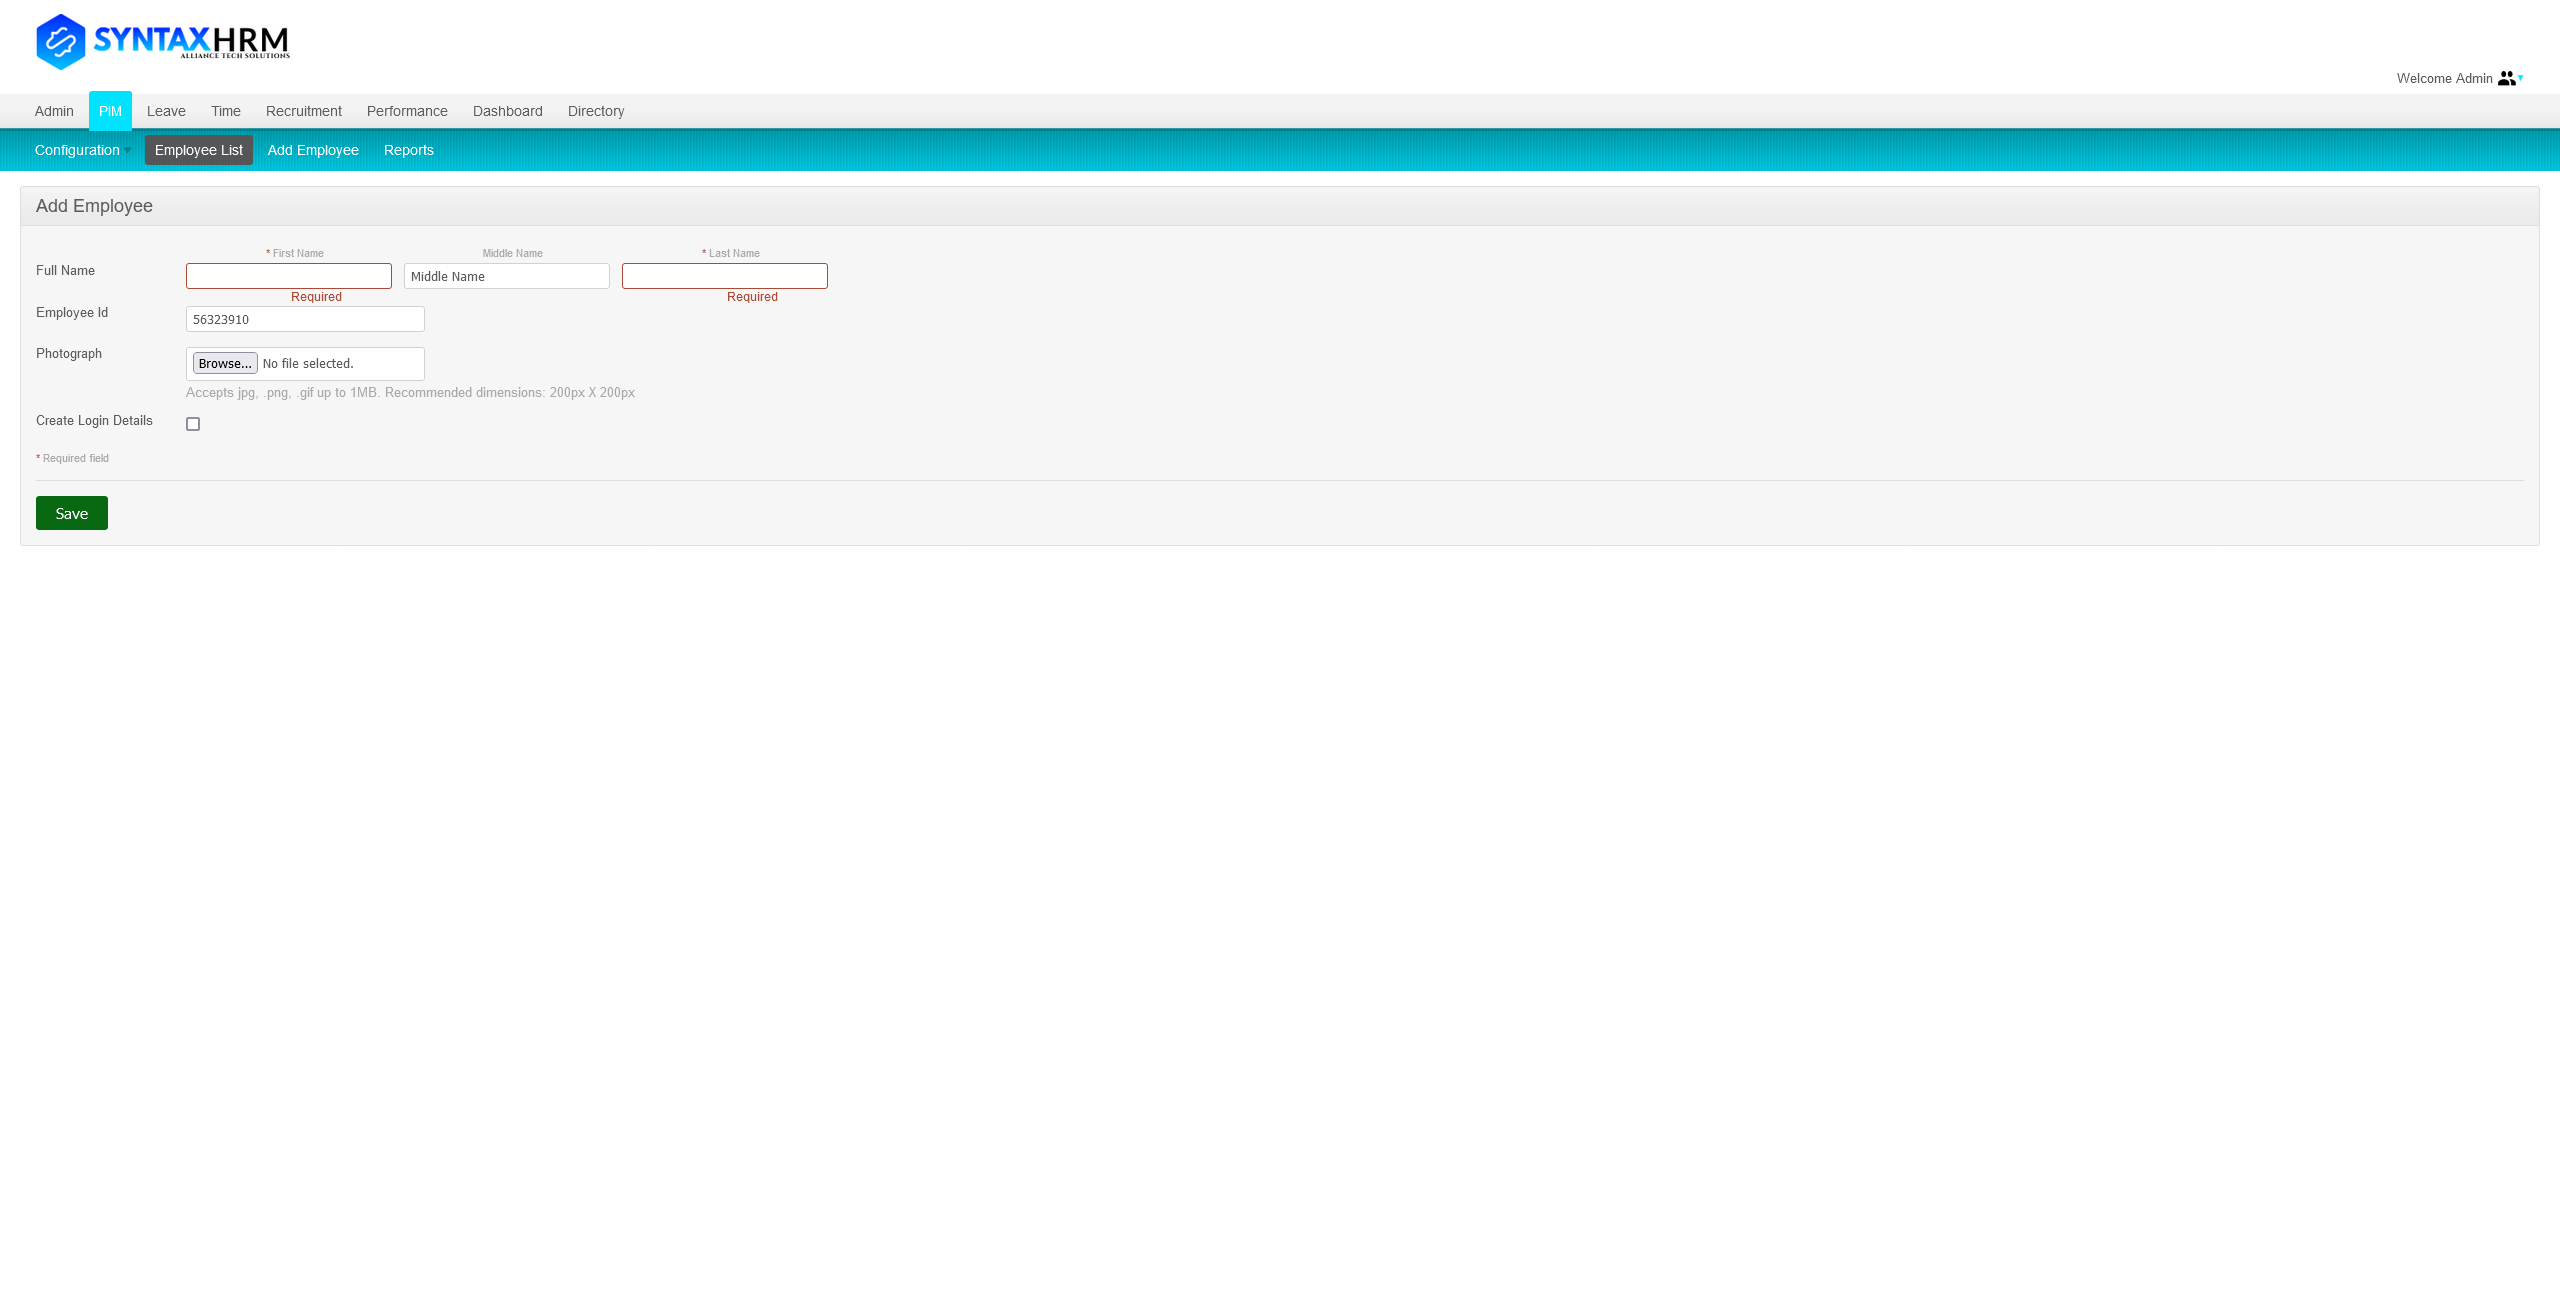 SYNTAXHRM
ALLIANCE TECH SOLUTIONS
Welcome Admin
Admin PIM Leave Time Recruitment Performance Dashboard Directory
Configuration Employee List Add Employee Reports
Add Employee
* First Name Middle Name * Last Name
Full Name Middle Name
Required Required
Employee Id 56323910
Photograph Browse... No file selected.
Accepts jpg, .png, .gif up to 1MB. Recommended dimensions: 200px X 200px
Create Login Details
* Required field
Save